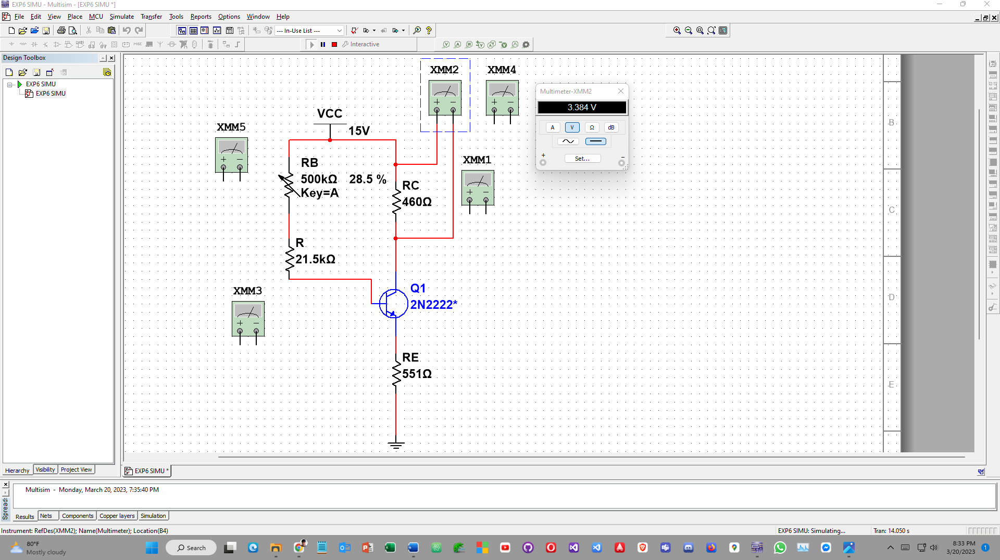 EXP6 SIMU - Multisim - [EXP6 SIMU *]
File Edit View Place MCU Simulate Transfer Tools Reports Options Window Help
--- In-Use List ---
Interactive
Design Toolbox
EXP6 SIMU
EXP6 SIMU
XMM2
XMM4
Multimeter-XMM2
3.384 V
A V Ω dB
Set...
+ −
VCC
15V
XMM5
XMM1
RB
500kΩ 28.5 %
Key=A
RC
460Ω
R
21.5kΩ
XMM3
Q1
2N2222*
RE
551Ω
B
C
D
E
Hierarchy Visibility Project View
EXP6 SIMU *
Multisim - Monday, March 20, 2023, 7:35:40 PM
Spread:
Results Nets Components Copper layers Simulation
Instrument: RefDes(XMM2); Name(Multimeter); Location(B4)
EXP6 SIMU: Simulating...
Tran: 14.050 s
80°F
Mostly cloudy
Search
8:33 PM
3/20/2023
1